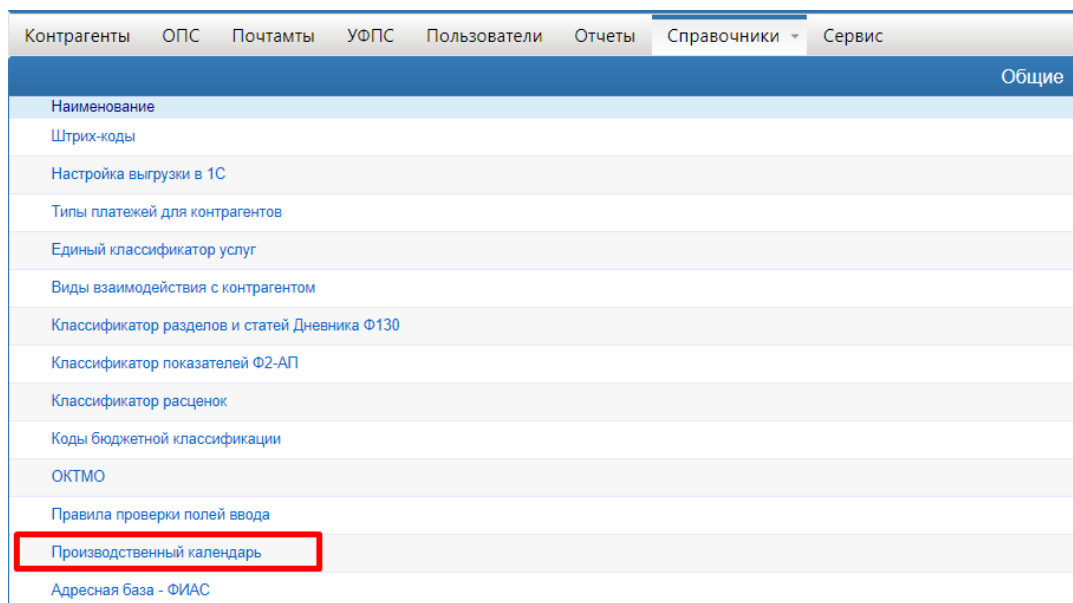 Контрагенты ОПС Почтамты УФПС Пользователи Отчеты Справочники Сервис
Общие
Наименование
Штрих-коды
Настройка выгрузки в 1С
Типы платежей для контрагентов
Единый классификатор услуг
Виды взаимодействия с контрагентом
Классификатор разделов и статей Дневника Ф130
Классификатор показателей Ф2-АП
Классификатор расценок
Коды бюджетной классификации
ОКТМО
Правила проверки полей ввода
Производственный календарь
Адресная база - ФИАС